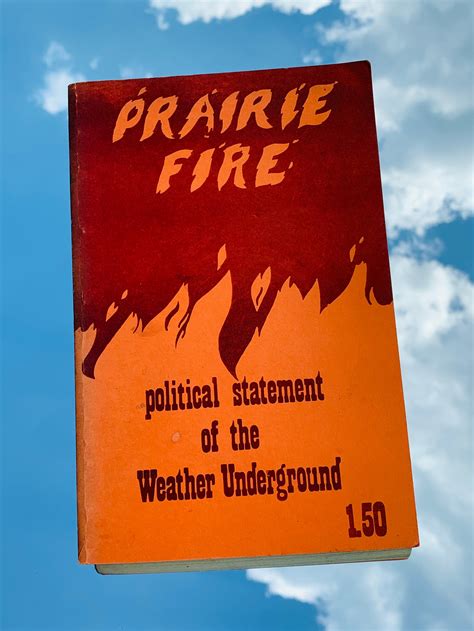 PRAIRIE
FIRE
political statement
of the
Weather Underground
1.50